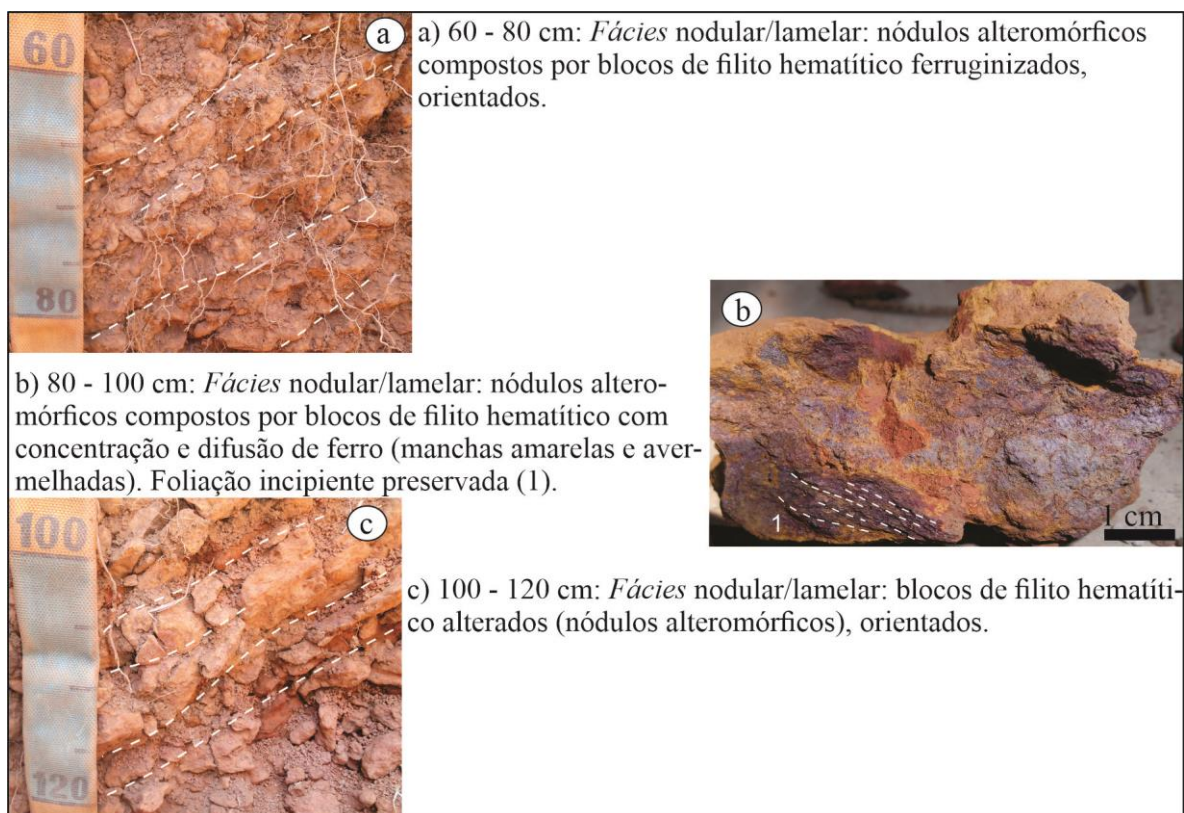 60
80
a
a) 60 - 80 cm: Fácies nodular/lamelar: nódulos alteromórficos
compostos por blocos de filito hematítico ferruginizados,
orientados.
b) 80 - 100 cm: Fácies nodular/lamelar: nódulos altero-
mórficos compostos por blocos de filito hematítico com
concentração e difusão de ferro (manchas amarelas e aver-
melhadas). Foliação incipiente preservada (1).
b
1
1 cm
100
120
c
c) 100 - 120 cm: Fácies nodular/lamelar: blocos de filito hematíti-
co alterados (nódulos alteromórficos), orientados.